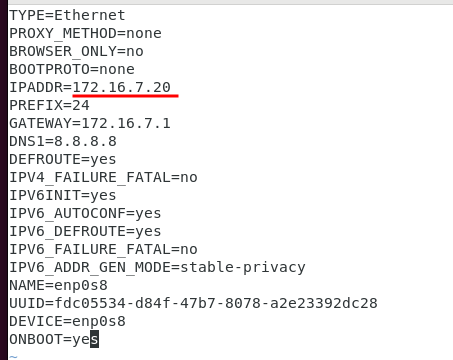 TYPE=Ethernet
PROXY_METHOD=none
BROWSER_ONLY=no
BOOTPROTO=none
IPADDR=172.16.7.20
PREFIX=24
GATEWAY=172.16.7.1
DNS1=8.8.8.8
DEFROUTE=yes
IPV4_FAILURE_FATAL=no
IPV6INIT=yes
IPV6_AUTOCONF=yes
IPV6_DEFROUTE=yes
IPV6_FAILURE_FATAL=no
IPV6_ADDR_GEN_MODE=stable-privacy
NAME=enp0s8
UUID=fdc05534-d84f-47b7-8078-a2e23392dc28
DEVICE=enp0s8
ONBOOT=yes
~